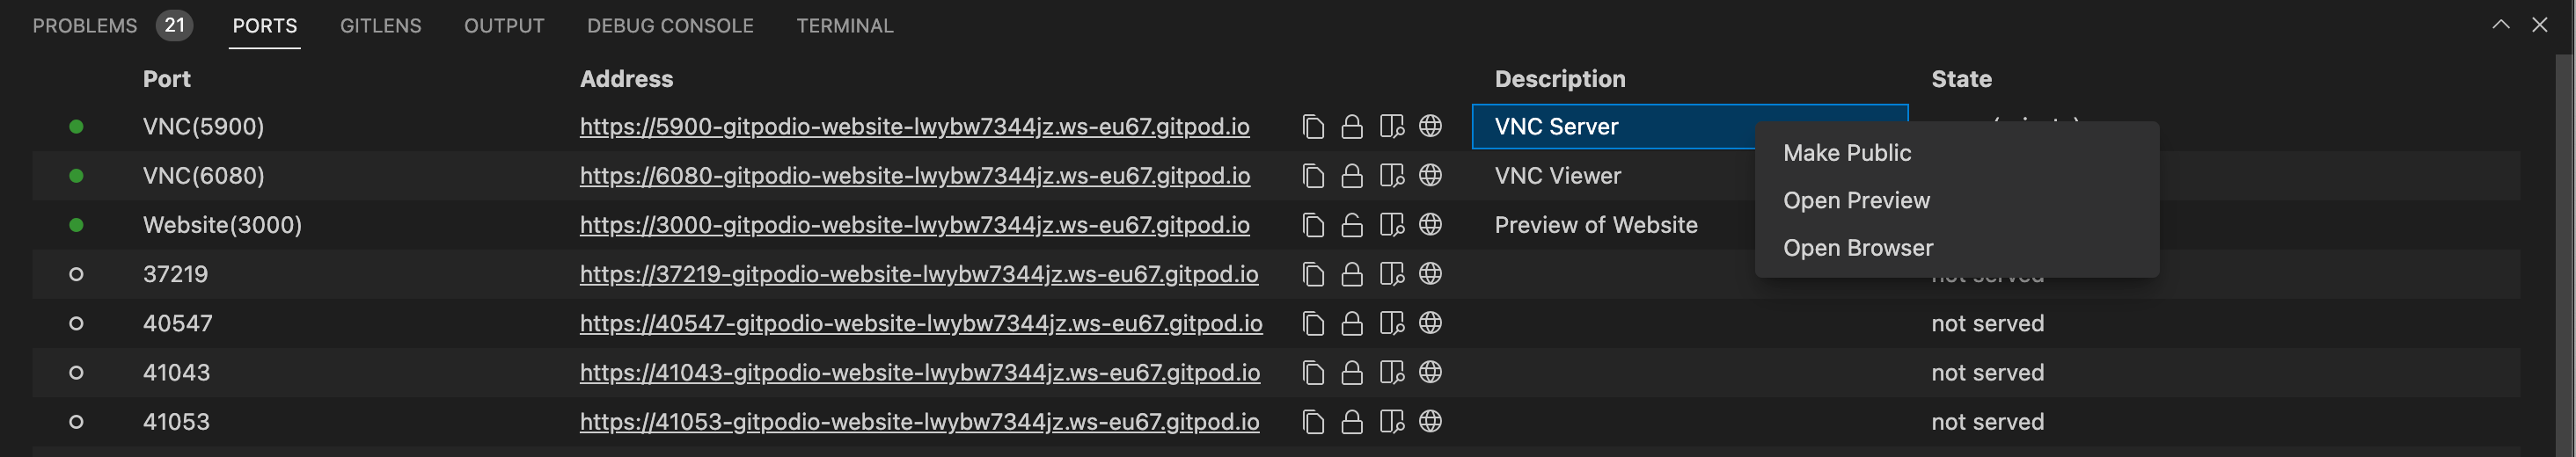 PROBLEMS 21 PORTS GITLENS OUTPUT DEBUG CONSOLE TERMINAL
Port Address Description State
VNC(5900) https://5900-gitpodio-website-lwybw7344jz.ws-eu67.gitpod.io VNC Server
Make Public
VNC(6080) https://6080-gitpodio-website-lwybw7344jz.ws-eu67.gitpod.io VNC Viewer
Open Preview
Website(3000) https://3000-gitpodio-website-lwybw7344jz.ws-eu67.gitpod.io Preview of Website
Open Browser
37219 https://37219-gitpodio-website-lwybw7344jz.ws-eu67.gitpod.io not served
40547 https://40547-gitpodio-website-lwybw7344jz.ws-eu67.gitpod.io not served
41043 https://41043-gitpodio-website-lwybw7344jz.ws-eu67.gitpod.io not served
41053 https://41053-gitpodio-website-lwybw7344jz.ws-eu67.gitpod.io not served